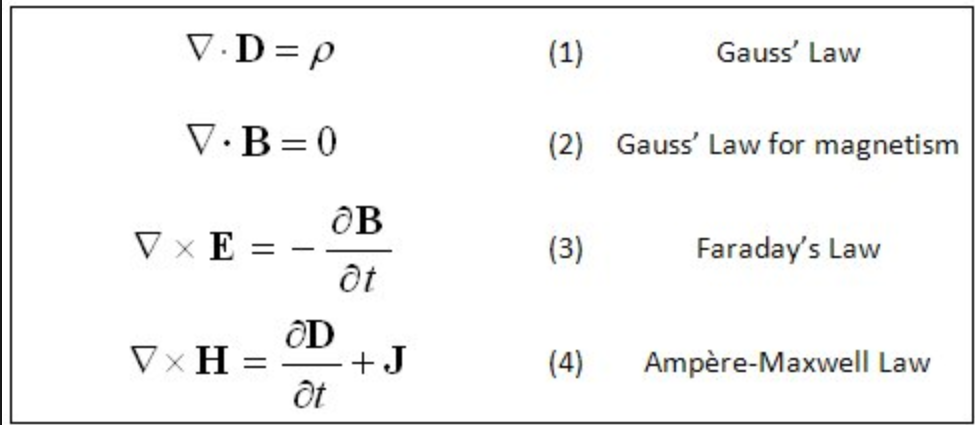 ∇ · D = ρ (1) Gauss’ Law
∇ · B = 0 (2) Gauss’ Law for magnetism
∇ × E = − ∂B/∂t (3) Faraday’s Law
∇ × H = ∂D/∂t + J (4) Ampère-Maxwell Law